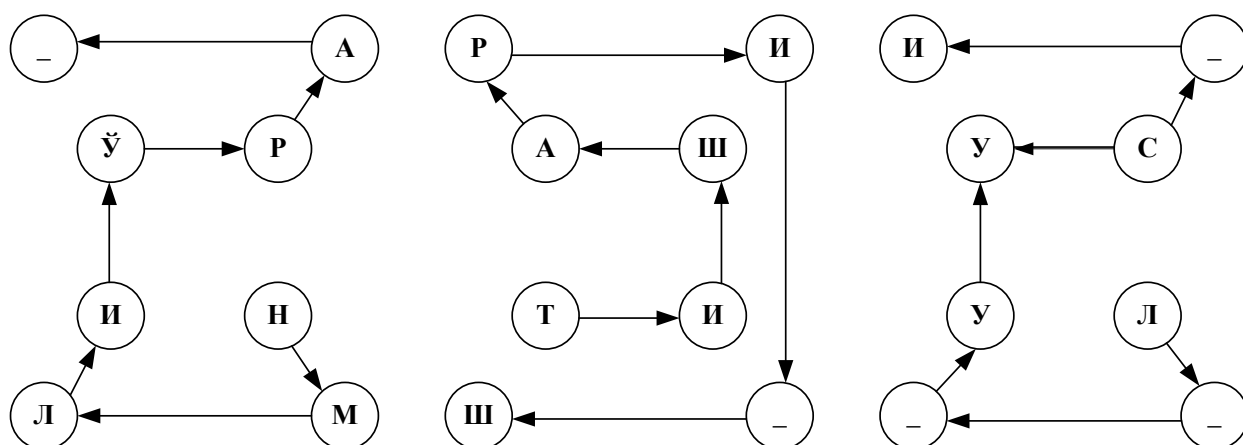 _ А Р И И _
Ў Р А Ш У С
И Н Т И У Л
Л М Ш _ _ _